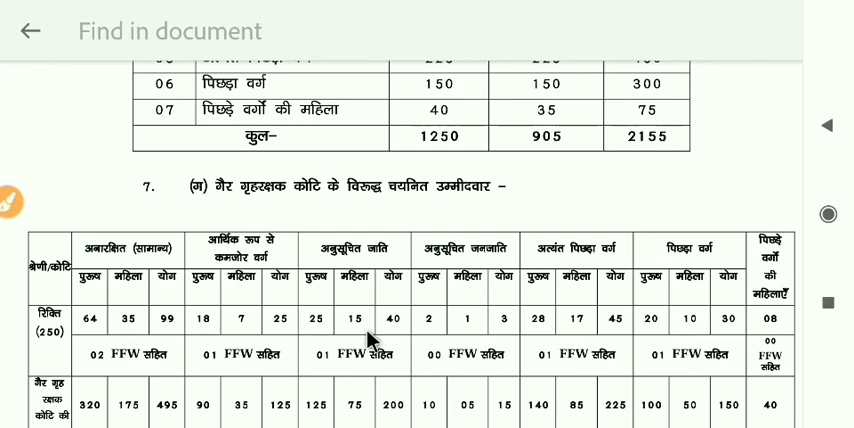 Find in document
06 पिछड़ा वर्ग 150 150 300
07 पिछड़े वर्गों की महिला 40 35 75
कुल– 1250 905 2155
7. (ग) गैर गृहरक्षक कोटि के विरूद्ध चयनित उम्मीदवार –
श्रेणी/कोटि अनारक्षित (सामान्य) आर्थिक रूप से कमजोर वर्ग अनुसूचित जाति अनुसूचित जनजाति अत्यंत पिछड़ा वर्ग पिछड़ा वर्ग पिछड़े वर्गों की महिलाएँ
पुरूष महिला योग पुरूष महिला योग पुरूष महिला योग पुरूष महिला योग पुरूष महिला योग पुरूष महिला योग
रिक्ति (250) 64 35 99 18 7 25 25 15 40 2 1 3 28 17 45 20 10 30 08
02 FFW सहित 01 FFW सहित 01 FFW सहित 00 FFW सहित 01 FFW सहित 01 FFW सहित 00 FFW सहित
गैर गृह रक्षक कोटि की 320 175 495 90 35 125 125 75 200 10 05 15 140 85 225 100 50 150 40